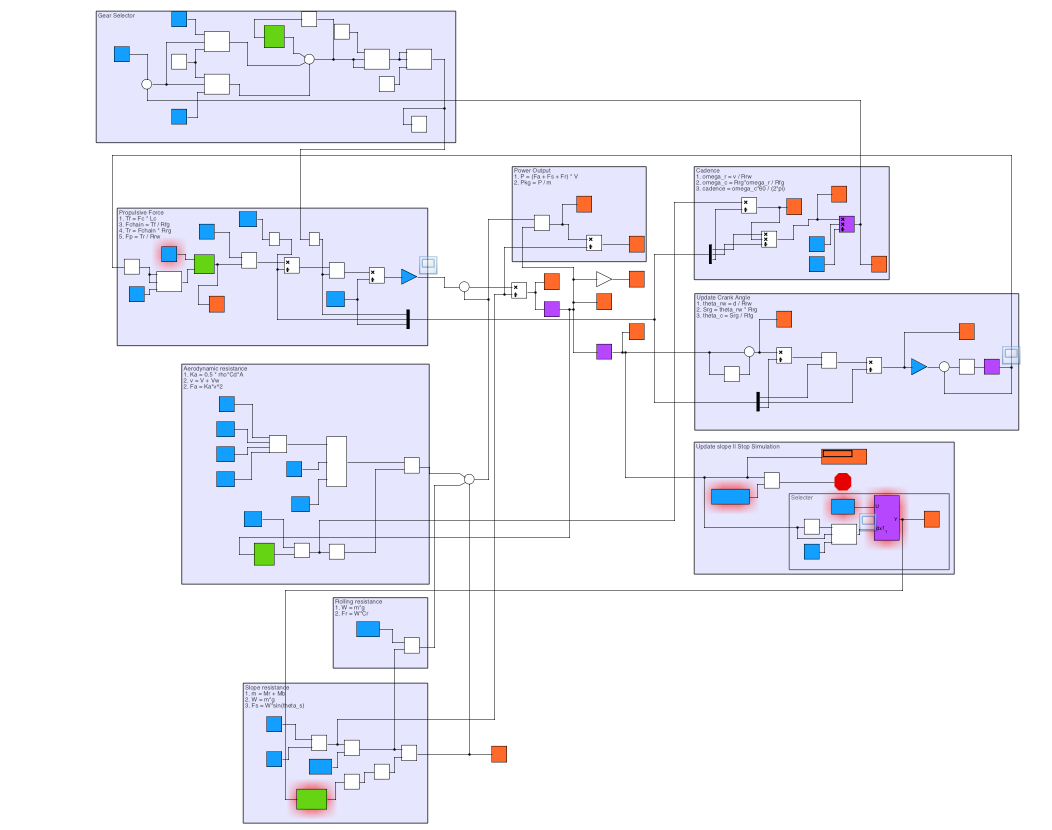 Gear Selector
Power Output
1. P = (Fa + Fs + Fr) * V
2. Pkg = P / m
Cadence
1. omega_r = v / Rrw
2. omega_c = Rrg*omega_r / Rfg
3. cadence = omega_c*60 / (2*pi)
Propulsive Force
1. Tf = Fc * Lc
3. Fchain = Tf / Rfg
4. Tr = Fchain * Rrg
5. Fp = Tr / Rrw
Update Crank Angle
1. theta_rw = d / Rrw
2. Srg = theta_rw * Rrg
3. theta_c = Srg / Rfg
Aerodynamic resistance
1. Ka = 0.5 * rho*Cd*A
2. v = V + Vw
2. Fa = Ka*v^2
Update slope II Stop Simulation
Selector
U
Y
Rolling resistance
1. W = m*g
2. Fr = W*Cr
Slope resistance
1. m = Mr + Mb
2. W = m*g
3. Fs = W*sin(theta_s)